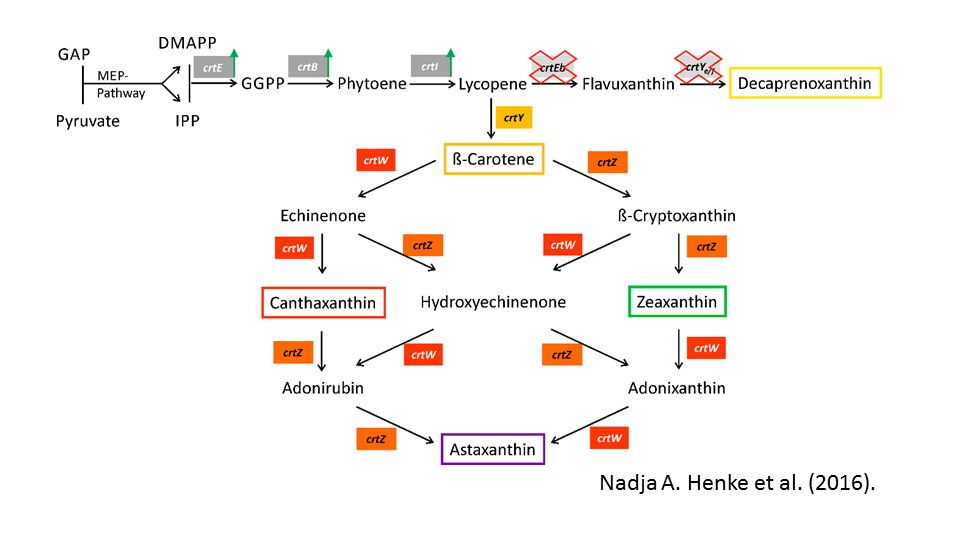 GAP
DMAPP
MEP-
Pathway
Pyruvate
IPP
crtE
GGPP
crtB
Phytoene
crtI
Lycopene
crtEb
Flavuxanthin
crtYe/f
Decaprenoxanthin
crtY
ß-Carotene
crtW
crtZ
Echinenone
ß-Cryptoxanthin
crtW
crtZ
crtW
crtZ
Canthaxanthin
Hydroxyechinenone
Zeaxanthin
crtZ
crtW
crtZ
crtW
Adonirubin
Adonixanthin
crtZ
crtW
Astaxanthin
Nadja A. Henke et al. (2016).